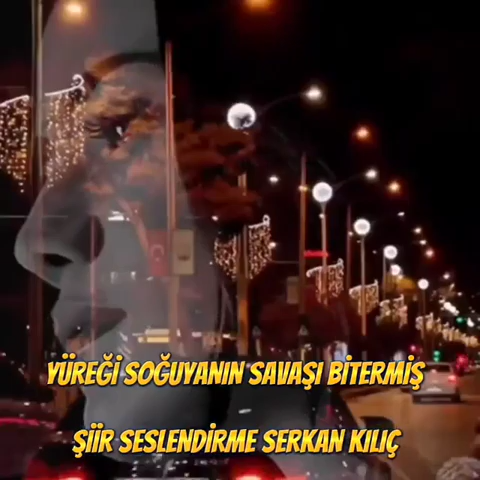 YÜREĞİ SOĞUYANIN SAVAŞI BİTERMİŞ
ŞİİR SESLENDİRME SERKAN KILIÇ